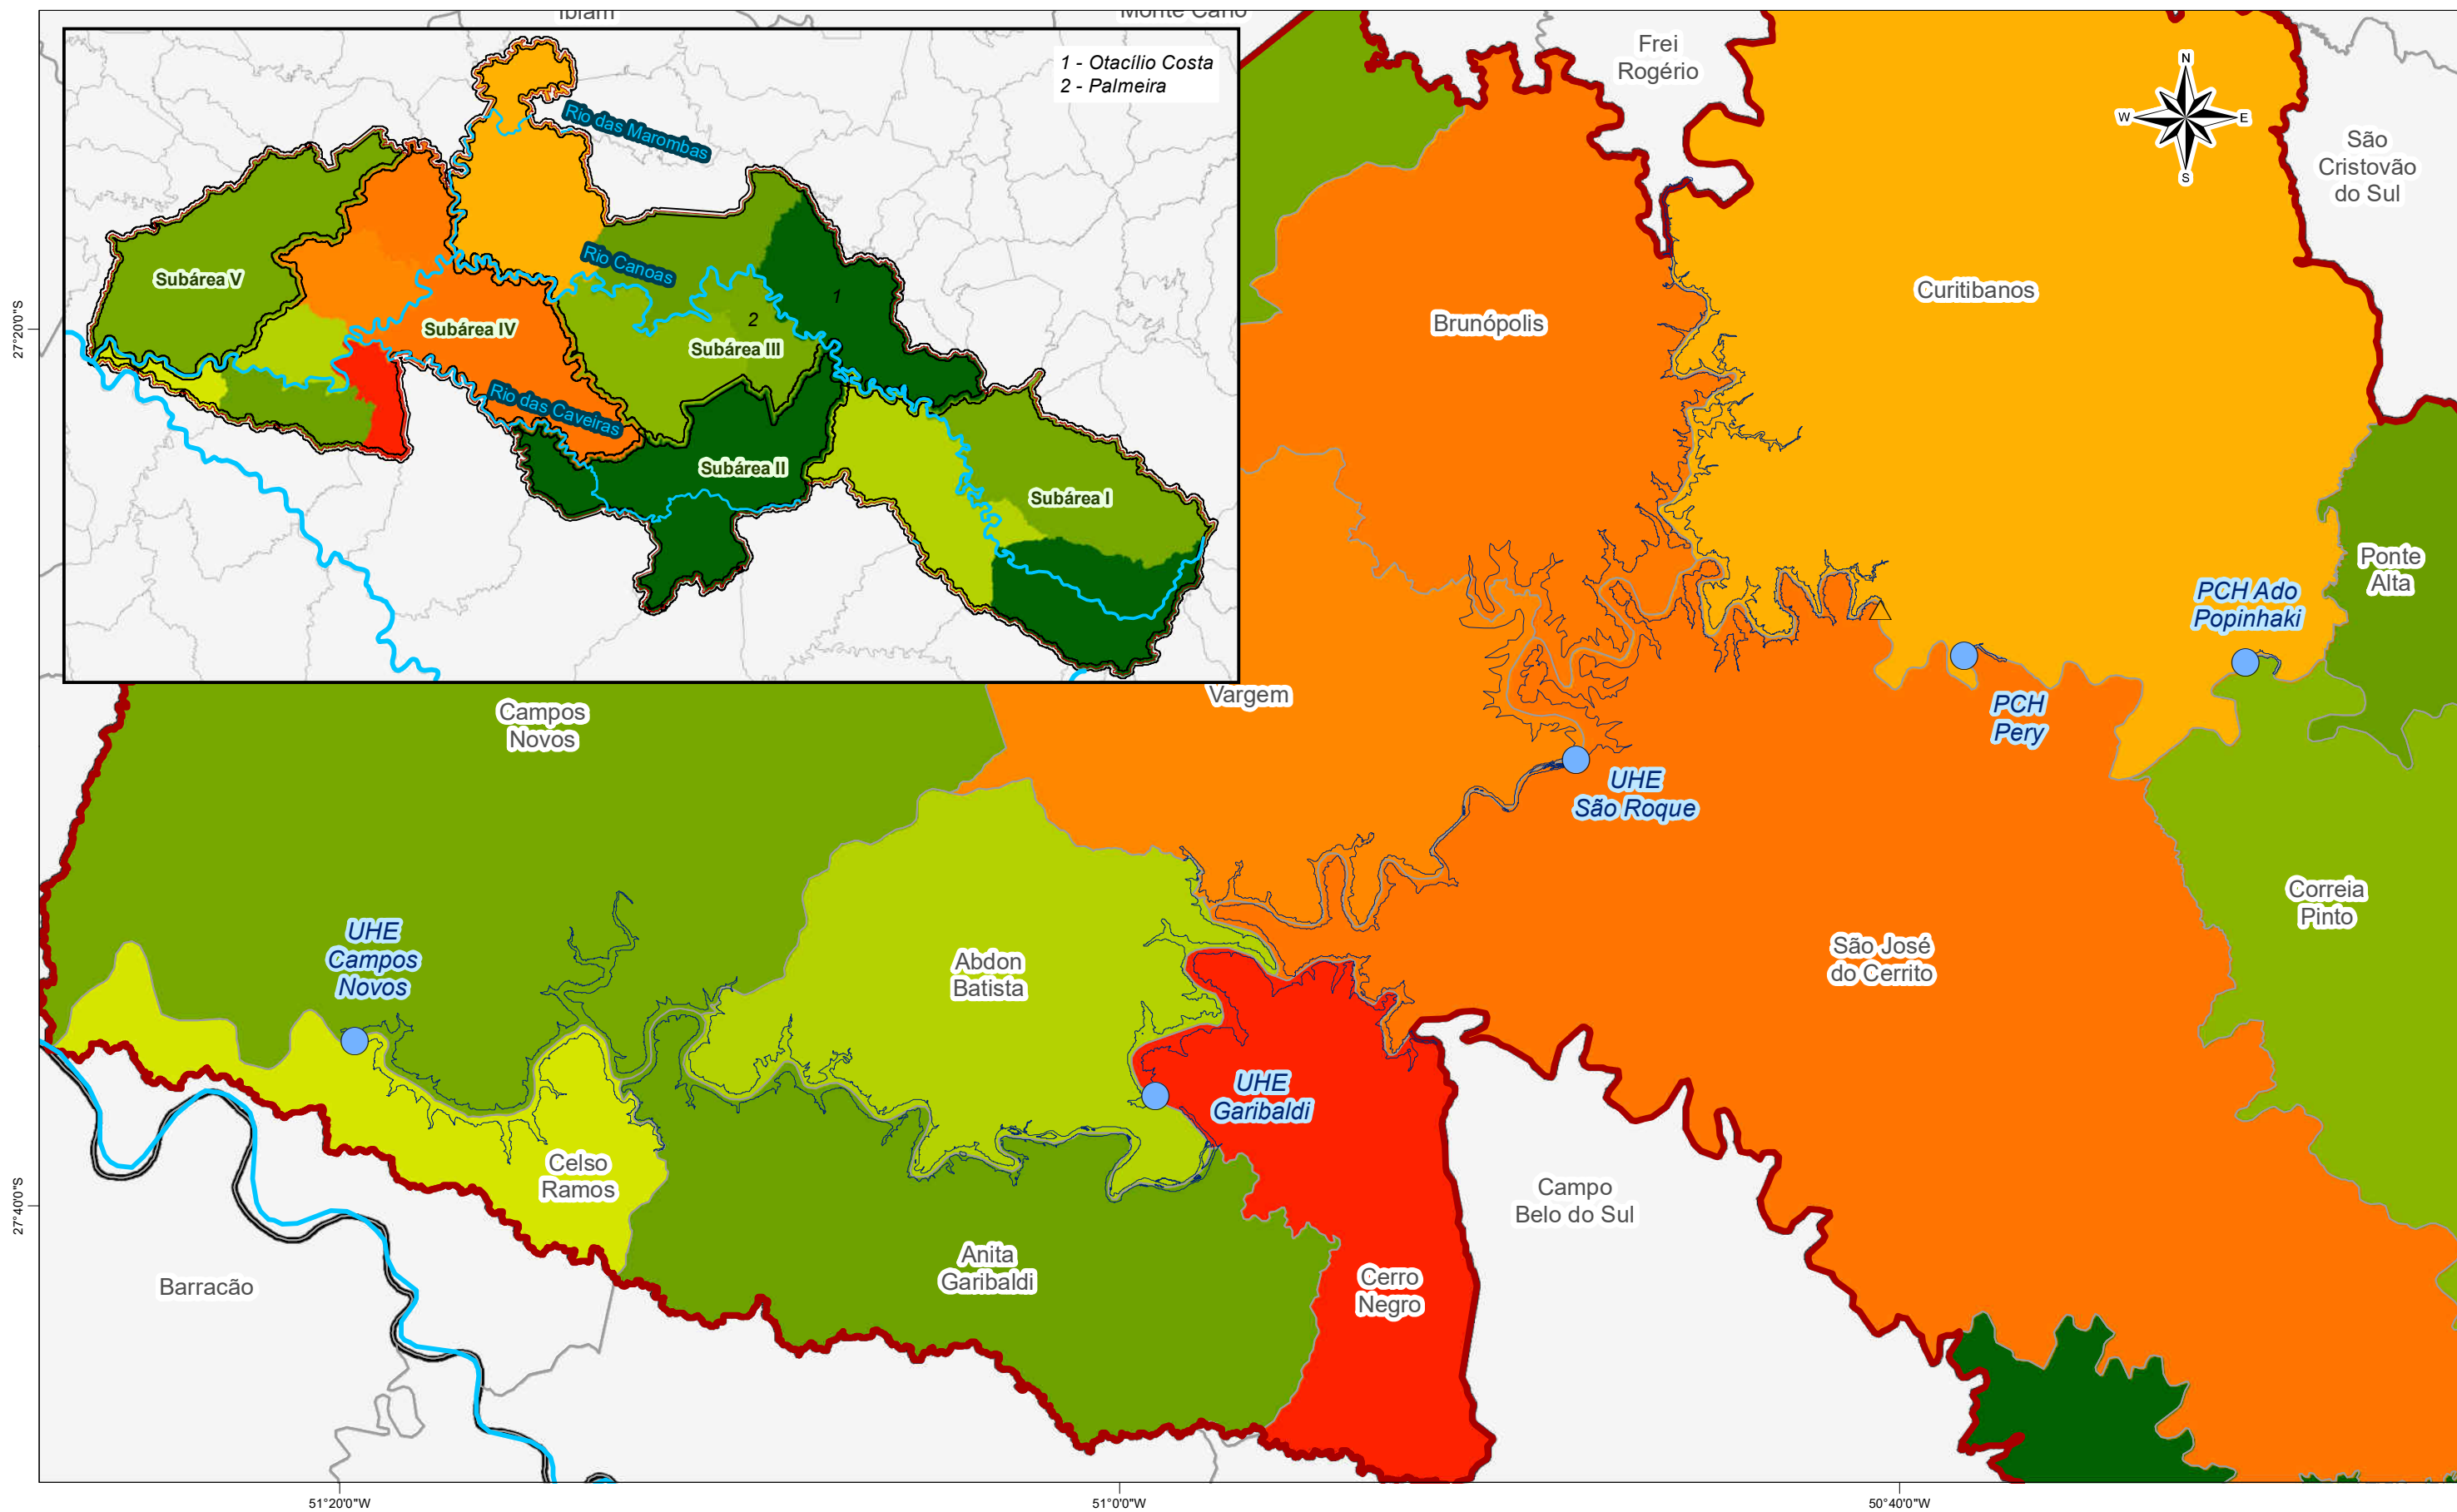 Ibiam
Monte Carlo
1 - Otacílio Costa
2 - Palmeira
Rio das Marombas
Rio Canoas
Rio das Caveiras
Subárea V
Subárea IV
Subárea III
Subárea II
Subárea I
1
2
Frei
Rogério
N
W
E
S
São
Cristovão
do Sul
Curitibanos
Brunópolis
Ponte
Alta
PCH Ado
Popinhaki
PCH
Pery
Vargem
Campos
Novos
UHE
São Roque
Correia
Pinto
São José
do Cerrito
UHE
Campos
Novos
Abdon
Batista
UHE
Garibaldi
Celso
Ramos
Campo
Belo do Sul
Anita
Garibaldi
Cerro
Negro
Barracão
27°20'0"S
27°40'0"S
51°20'0"W
51°0'0"W
50°40'0"W